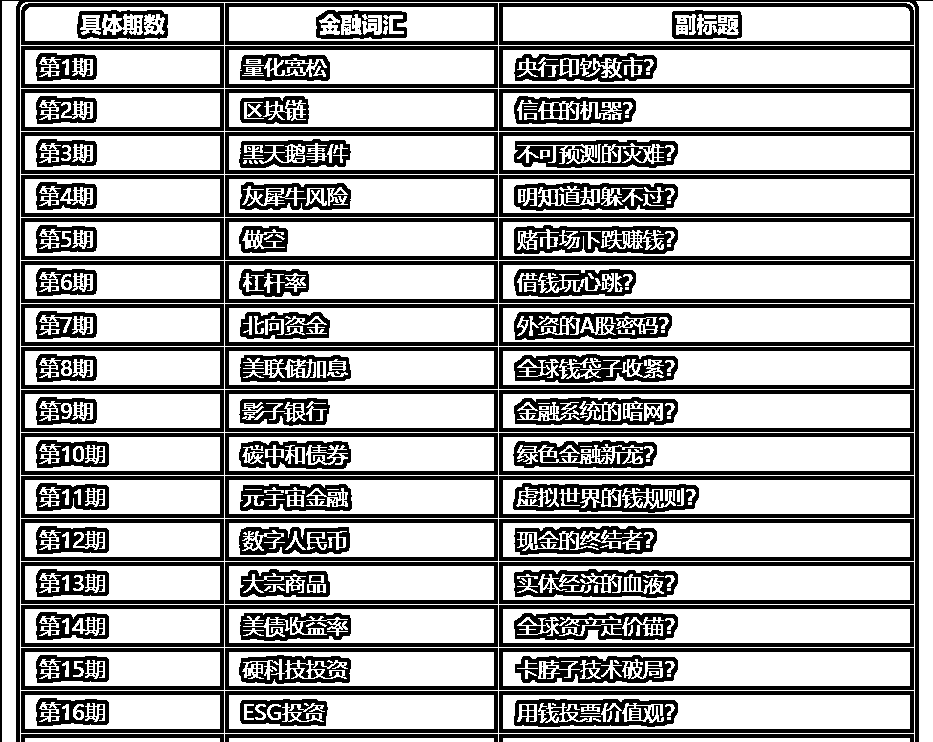 具体期数 金融词汇 副标题
第1期 量化宽松 央行印钞救市?
第2期 区块链 信任的机器?
第3期 黑天鹅事件 不可预测的灾难?
第4期 灰犀牛风险 明知道却躲不过?
第5期 做空 赌市场下跌赚钱?
第6期 杠杆率 借钱玩心跳?
第7期 北向资金 外资的A股密码?
第8期 美联储加息 全球钱袋子收紧?
第9期 影子银行 金融系统的暗网?
第10期 碳中和债券 绿色金融新宠?
第11期 元宇宙金融 虚拟世界的钱规则?
第12期 数字人民币 现金的终结者?
第13期 大宗商品 实体经济的血液?
第14期 美债收益率 全球资产定价锚?
第15期 硬科技投资 卡脖子技术破局?
第16期 ESG投资 用钱投票价值观?